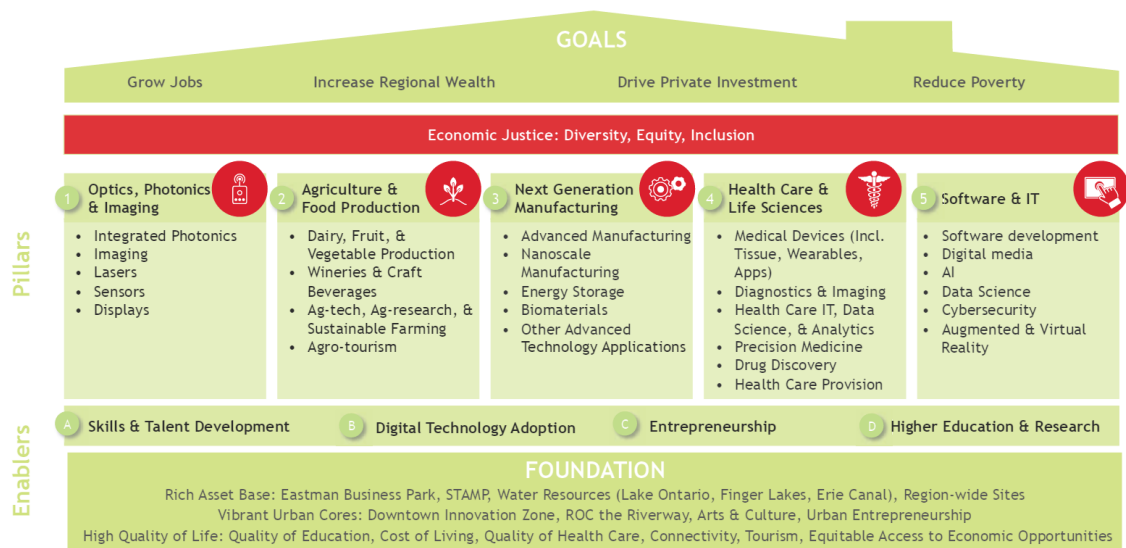 GOALS
Grow Jobs
Increase Regional Wealth
Drive Private Investment
Reduce Poverty
Economic Justice: Diversity, Equity, Inclusion
Pillars
1
Optics, Photonics
& Imaging
• Integrated Photonics
• Imaging
• Lasers
• Sensors
• Displays
2
Agriculture &
Food Production
• Dairy, Fruit, &
Vegetable Production
• Wineries & Craft
Beverages
• Ag-tech, Ag-research, &
Sustainable Farming
• Agro-tourism
3
Next Generation
Manufacturing
• Advanced Manufacturing
• Nanoscale
Manufacturing
• Energy Storage
• Biomaterials
• Other Advanced
Technology Applications
4
Health Care &
Life Sciences
• Medical Devices (Incl.
Tissue, Wearables,
Apps)
• Diagnostics & Imaging
• Health Care IT, Data
Science, & Analytics
• Precision Medicine
• Drug Discovery
• Health Care Provision
5
Software & IT
• Software development
• Digital media
• AI
• Data Science
• Cybersecurity
• Augmented & Virtual
Reality
Enablers
A Skills & Talent Development
B Digital Technology Adoption
C Entrepreneurship
D Higher Education & Research
FOUNDATION
Rich Asset Base: Eastman Business Park, STAMP, Water Resources (Lake Ontario, Finger Lakes, Erie Canal), Region-wide Sites
Vibrant Urban Cores: Downtown Innovation Zone, ROC the Riverway, Arts & Culture, Urban Entrepreneurship
High Quality of Life: Quality of Education, Cost of Living, Quality of Health Care, Connectivity, Tourism, Equitable Access to Economic Opportunities